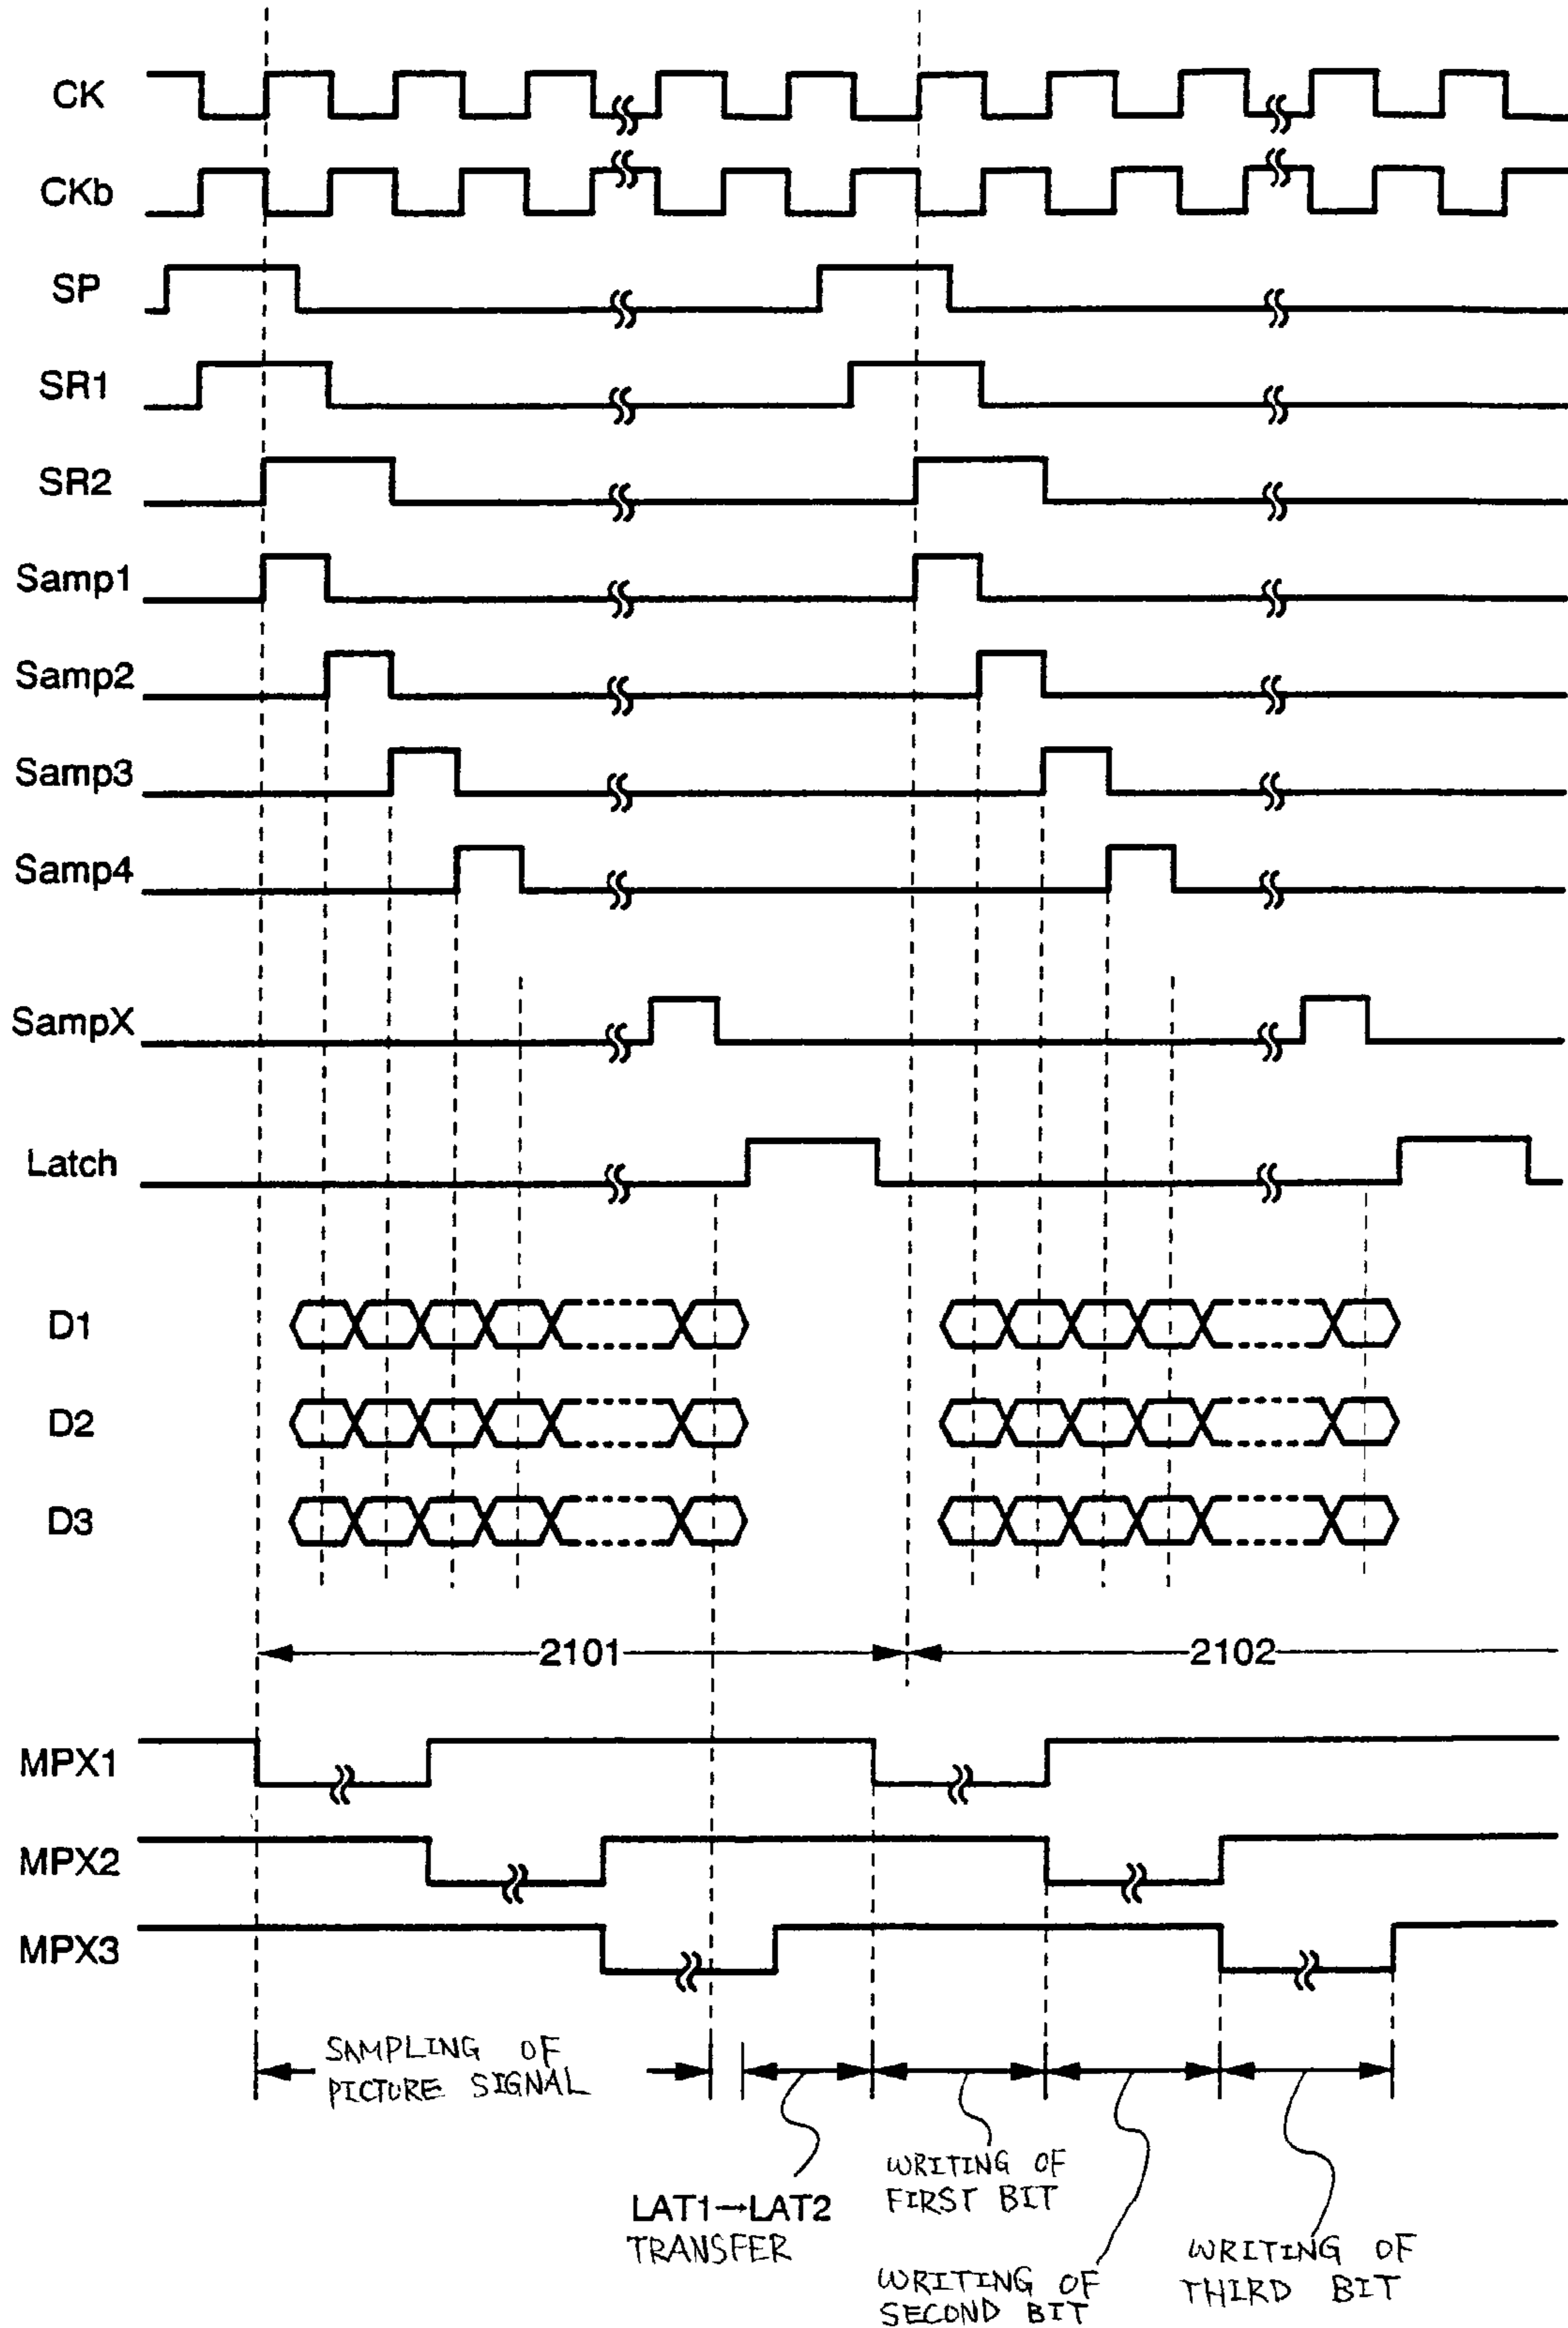 CK
CKb
SP
SR1
SR2
Samp1
Samp2
Samp3
Samp4
SampX
Latch
D1
D2
D3
2101
2102
MPX1
MPX2
MPX3
SAMPLING OF
PICTURE SIGNAL
LAT1→LAT2
TRANSFER
WRITING OF
FIRST BIT
WRITING OF
SECOND BIT
WRITING OF
THIRD BIT